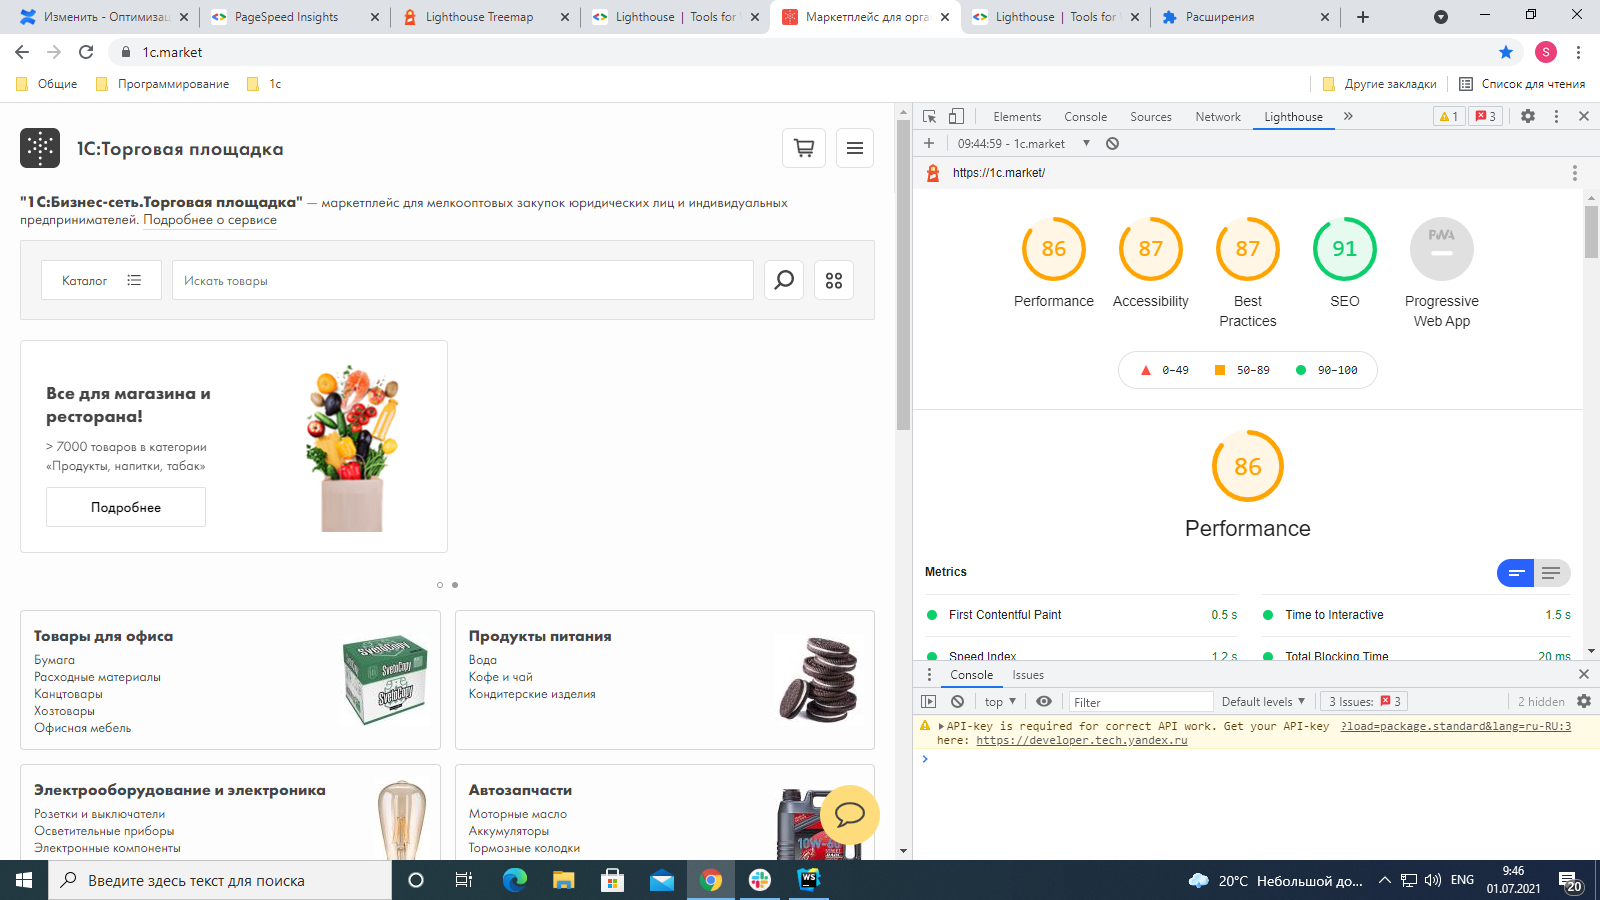 Изменить - Оптимизац
PageSpeed Insights
Lighthouse Treemap
Lighthouse | Tools for
Маркетплейс для орга
Lighthouse | Tools for
Расширения
1c.market
S
Общие
Программирование
1с
Другие закладки
Список для чтения
1С:Торговая площадка
"1С:Бизнес-сеть.Торговая площадка" — маркетплейс для мелкооптовых закупок юридических лиц и индивидуальных
предпринимателей. Подробнее о сервисе
Каталог
Искать товары
Все для магазина и
ресторана!
> 7000 товаров в категории
«Продукты, напитки, табак»
Подробнее
Товары для офиса
Бумага
Расходные материалы
Канцтовары
Хозтовары
Офисная мебель
SvetoCopy
SvetoCopy
Продукты питания
Вода
Кофе и чай
Кондитерские изделия
Электрооборудование и электроника
Розетки и выключатели
Осветительные приборы
Электронные компоненты
Автозапчасти
Моторные масло
Аккумуляторы
Тормозные колодки
Elements
Console
Sources
Network
Lighthouse
1
3
09:44:59 - 1c.market
https://1c.market/
86
87
87
91
PWA
Performance
Accessibility
Best
Practices
SEO
Progressive
Web App
0–49
50–89
90–100
86
Performance
Metrics
First Contentful Paint
0.5 s
Time to Interactive
1.5 s
Speed Index
1.2 s
Total Blocking Time
20 ms
Console
Issues
top
Filter
Default levels
3 Issues:
3
2 hidden
API-key is required for correct API work. Get your API-key
?load=package.standard&lang=ru-RU:3
here: https://developer.tech.yandex.ru
Введите здесь текст для поиска
WS
20°C
Небольшой до...
ENG
9:46
01.07.2021
20